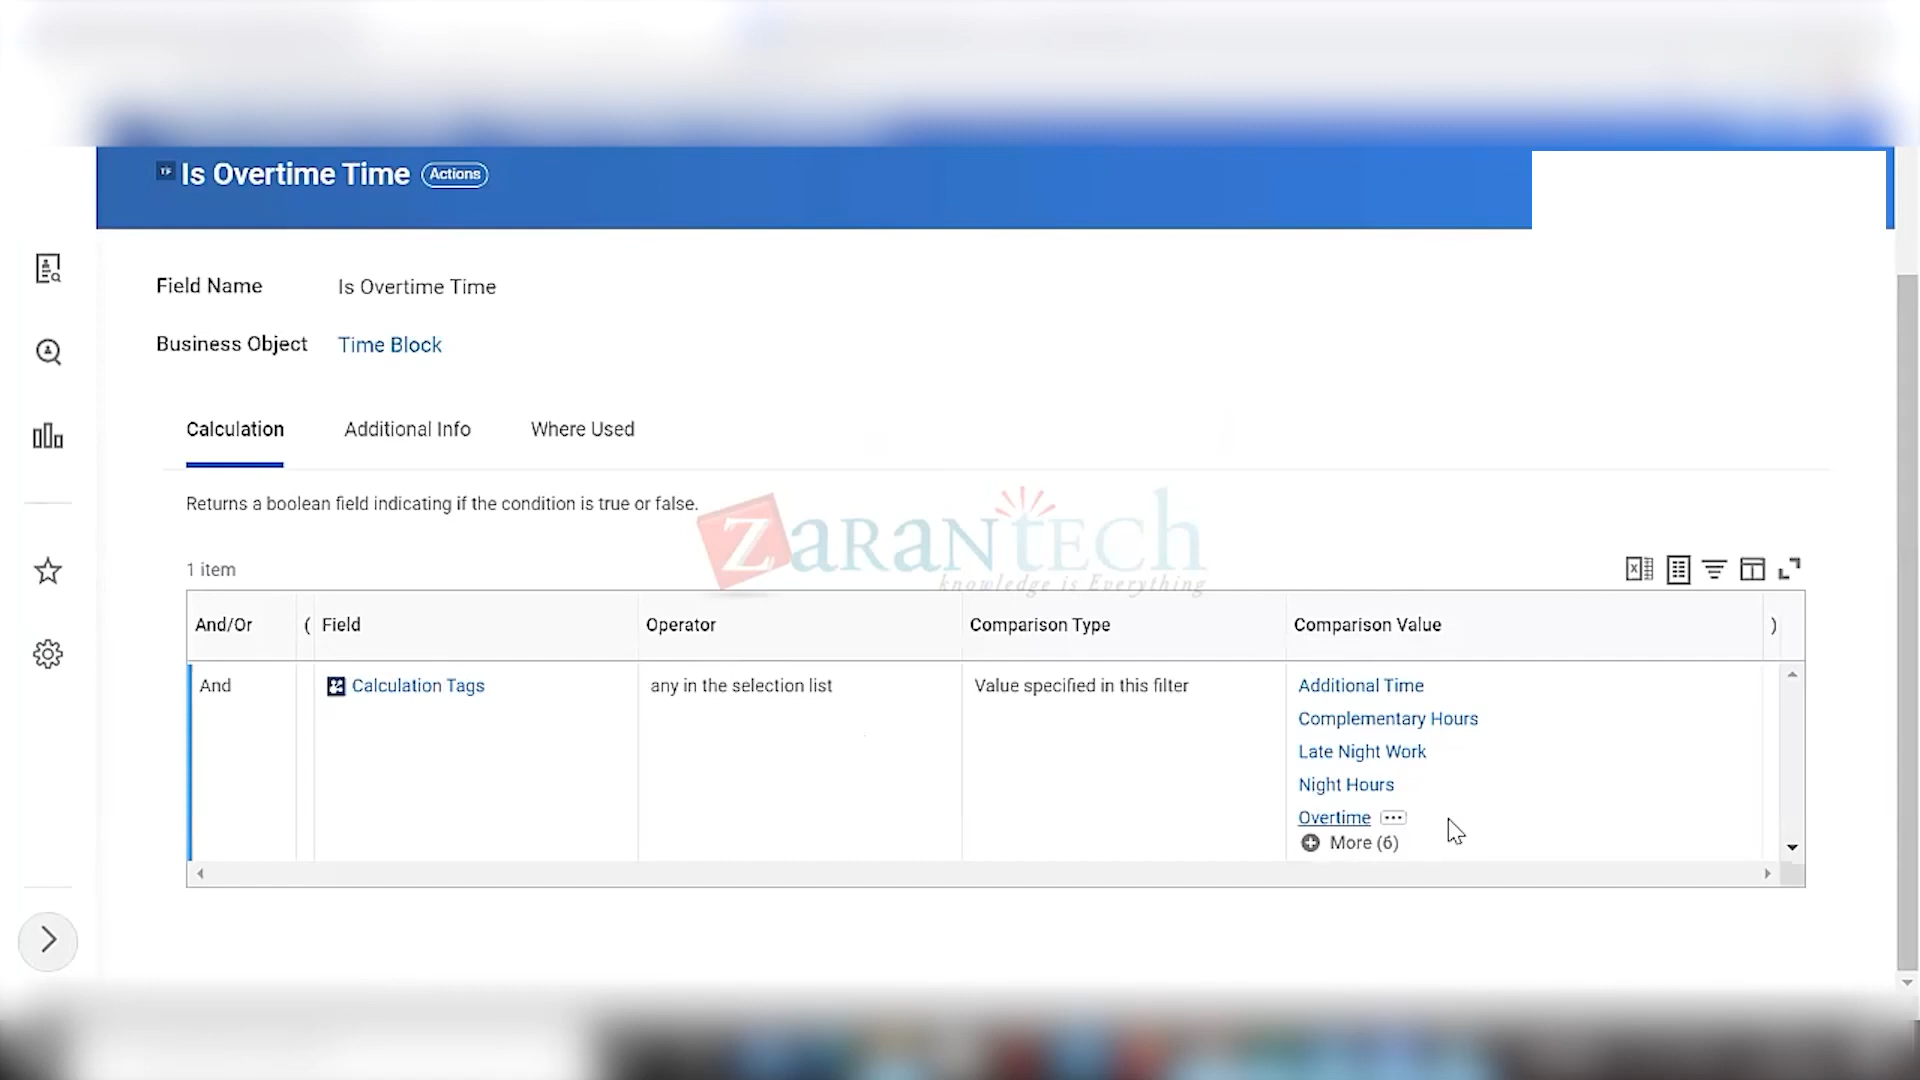 TF Is Overtime Time Actions
Field Name Is Overtime Time
Business Object Time Block
Calculation Additional Info Where Used
Returns a boolean field indicating if the condition is true or false.
ZARANTECH
knowledge is Everything
1 item
And/Or ( Field Operator Comparison Type Comparison Value )
And Calculation Tags any in the selection list Value specified in this filter Additional Time
Complementary Hours
Late Night Work
Night Hours
Overtime
More (6)